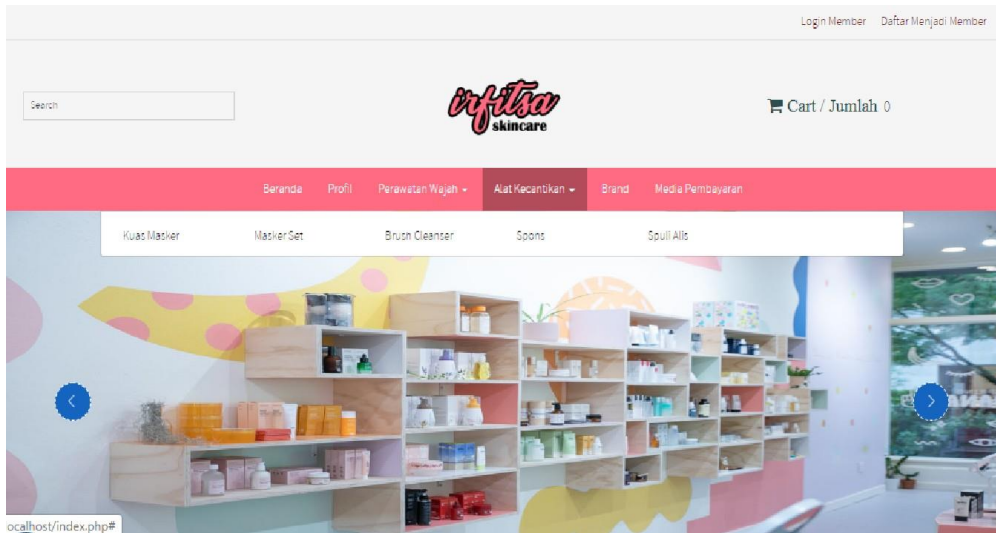 Login Member Daftar Menjadi Member
Search
irfitsa
skincare
Cart / Jumlah 0
Beranda Profil Perawatan Wajah Alat Kecantikan Brand Media Pembayaran
Kuas Masker Masker Set Brush Cleanser Spons Spuli Alis
ocalhost/index.php#